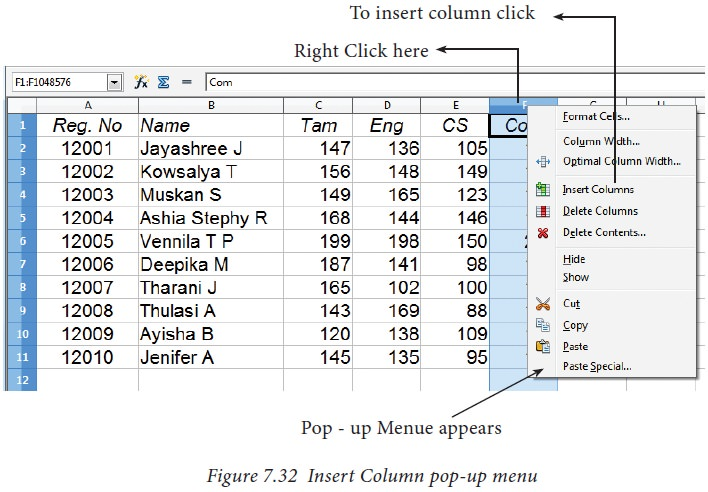 To insert column click
Right Click here
F1:F1048576 Com
A B C D E
1 Reg. No Name Tam Eng CS
2 12001 Jayashree J 147 136 105
3 12002 Kowsalya T 156 148 149
4 12003 Muskan S 149 165 123
5 12004 Ashia Stephy R 168 144 146
6 12005 Vennila T P 199 198 150
7 12006 Deepika M 187 141 98
8 12007 Tharani J 165 102 100
9 12008 Thulasi A 143 169 88
10 12009 Ayisha B 120 138 109
11 12010 Jenifer A 145 135 95
12
Format Cells...
Column Width...
Optimal Column Width...
Insert Columns
Delete Columns
Delete Contents...
Hide
Show
Cut
Copy
Paste
Paste Special...
Pop - up Menue appears
Figure 7.32 Insert Column pop-up menu